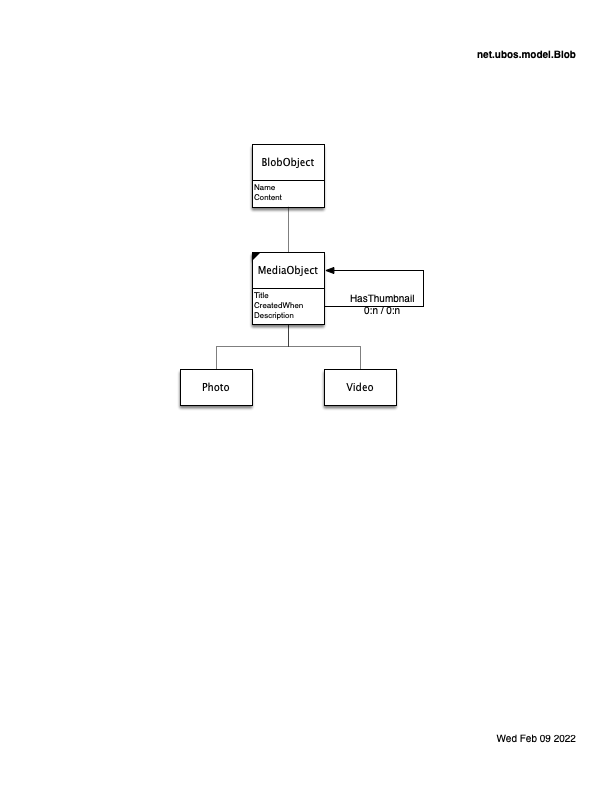 net.ubos.model.Blob
BlobObject
Name
Content
MediaObject
Title
CreatedWhen
Description
HasThumbnail
0:n / 0:n
Photo
Video
Wed Feb 09 2022